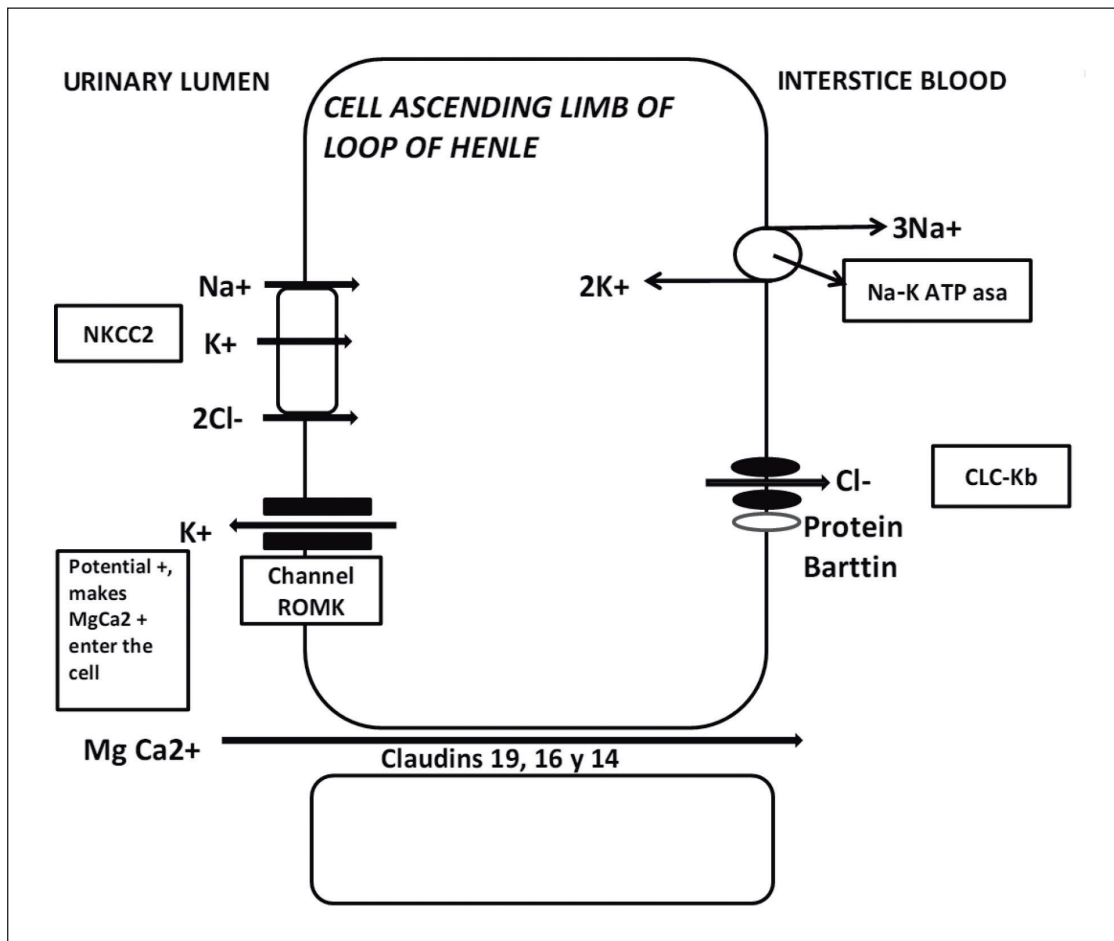 URINARY LUMEN
INTERSTICE BLOOD
CELL ASCENDING LIMB OF
LOOP OF HENLE
3Na+
2K+
Na-K ATP asa
Na+
NKCC2
K+
2Cl-
Cl-
CLC-Kb
Protein
Barttin
K+
Channel
ROMK
Potential +,
makes
MgCa2 +
enter the
cell
Mg Ca2+
Claudins 19, 16 y 14